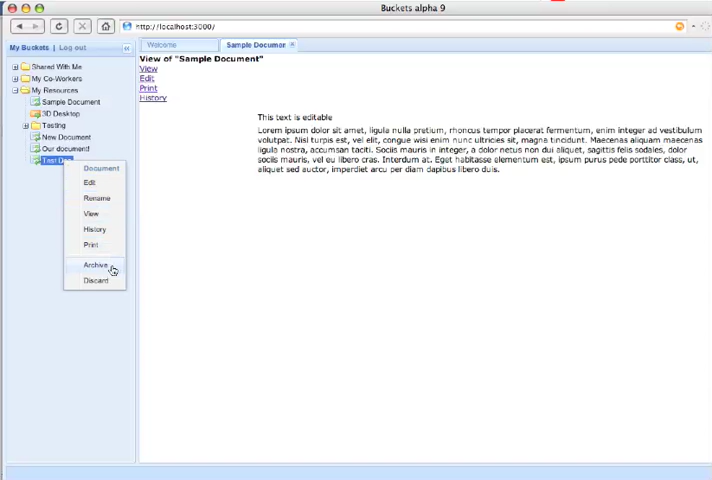 Buckets alpha 9
http://localhost:3000/
My Buckets | Log out
Welcome
Sample Documen
Shared With Me
My Co-Workers
My Resources
Sample Document
3D Desktop
Testing
New Document
Our document!
Test Doc
Document
Edit
Rename
View
History
Print
Archive
Discard
View of "Sample Document"
View
Edit
Print
History
This text is editable
Lorem ipsum dolor sit amet, ligula nulla pretium, rhoncus tempor placerat fermentum, enim integer ad vestibulum
volutpat. Nisl turpis est, vel elit, congue wisi enim nunc ultricies sit, magna tincidunt. Maecenas aliquam maecenas
ligula nostra, accumsan taciti. Sociis mauris in integer, a dolor netus non dui aliquet, sagittis felis sodales, dolor
sociis mauris, vel eu libero cras. Interdum at. Eget habitasse elementum est, ipsum purus pede porttitor class, ut,
aliquet sed auctor, imperdiet arcu per diam dapibus libero duis.